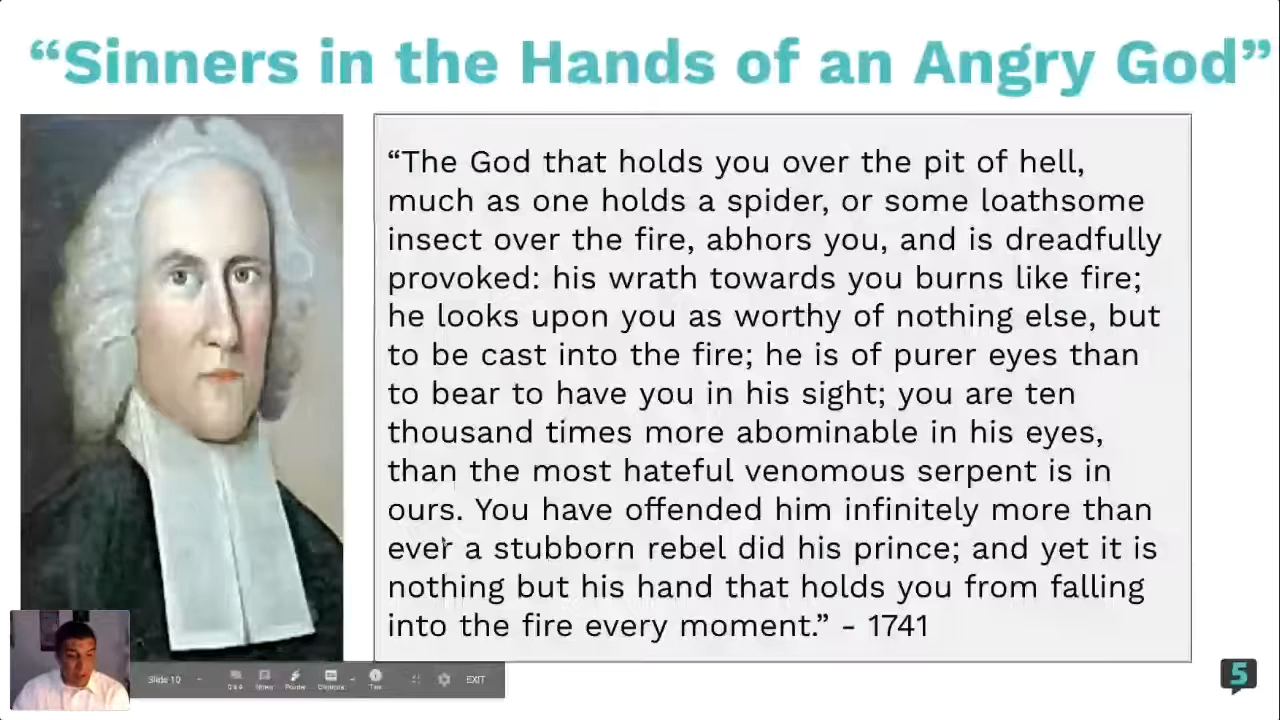 “Sinners in the Hands of an Angry God”
“The God that holds you over the pit of hell,
much as one holds a spider, or some loathsome
insect over the fire, abhors you, and is dreadfully
provoked: his wrath towards you burns like fire;
he looks upon you as worthy of nothing else, but
to be cast into the fire; he is of purer eyes than
to bear to have you in his sight; you are ten
thousand times more abominable in his eyes,
than the most hateful venomous serpent is in
ours. You have offended him infinitely more than
ever a stubborn rebel did his prince; and yet it is
nothing but his hand that holds you from falling
into the fire every moment.” - 1741
Slide 10 Q&A Notes Pointer Captions EXIT
5